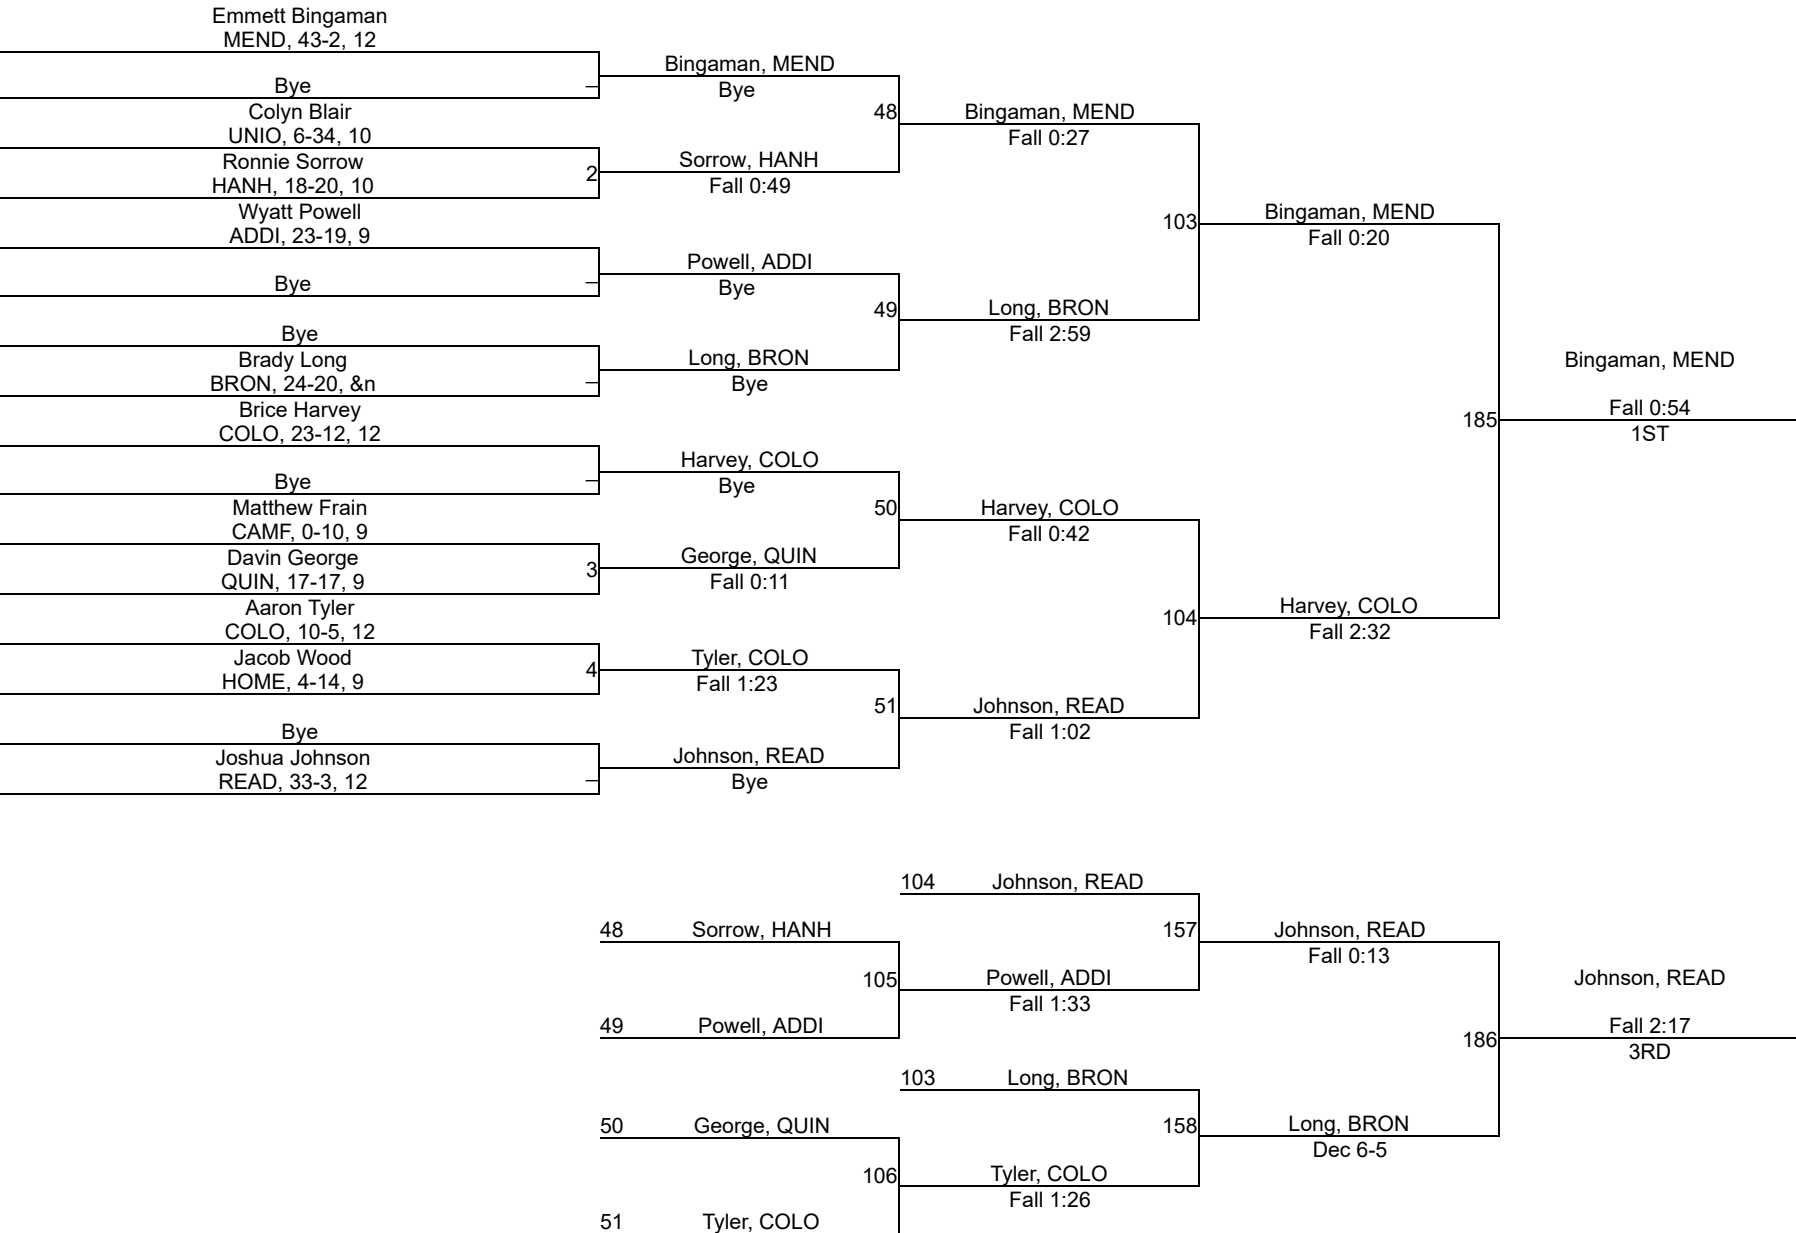 Emmett Bingaman
MEND, 43-2, 12
Bye
Colyn Blair
UNIO, 6-34, 10
Ronnie Sorrow
HANH, 18-20, 10
2
Wyatt Powell
ADDI, 23-19, 9
Bye
Bye
Brady Long
BRON, 24-20, &n
Brice Harvey
COLO, 23-12, 12
Bye
Matthew Frain
CAMF, 0-10, 9
Davin George
QUIN, 17-17, 9
3
Aaron Tyler
COLO, 10-5, 12
Jacob Wood
HOME, 4-14, 9
4
Bye
Joshua Johnson
READ, 33-3, 12
Bingaman, MEND
Bye
48
Sorrow, HANH
Fall 0:49
Powell, ADDI
Bye
49
Long, BRON
Bye
Harvey, COLO
Bye
50
George, QUIN
Fall 0:11
Tyler, COLO
Fall 1:23
51
Johnson, READ
Bye
Bingaman, MEND
Fall 0:27
103
Long, BRON
Fall 2:59
Harvey, COLO
Fall 0:42
104
Johnson, READ
Fall 1:02
Bingaman, MEND
Fall 0:20
185
Harvey, COLO
Fall 2:32
Bingaman, MEND
Fall 0:54
1ST
104 Johnson, READ
48 Sorrow, HANH
157
Johnson, READ
Fall 0:13
105
Powell, ADDI
Fall 1:33
49 Powell, ADDI
Johnson, READ
Fall 2:17
186
3RD
103 Long, BRON
50 George, QUIN
158
Long, BRON
Dec 6-5
106
Tyler, COLO
Fall 1:26
51 Tyler, COLO